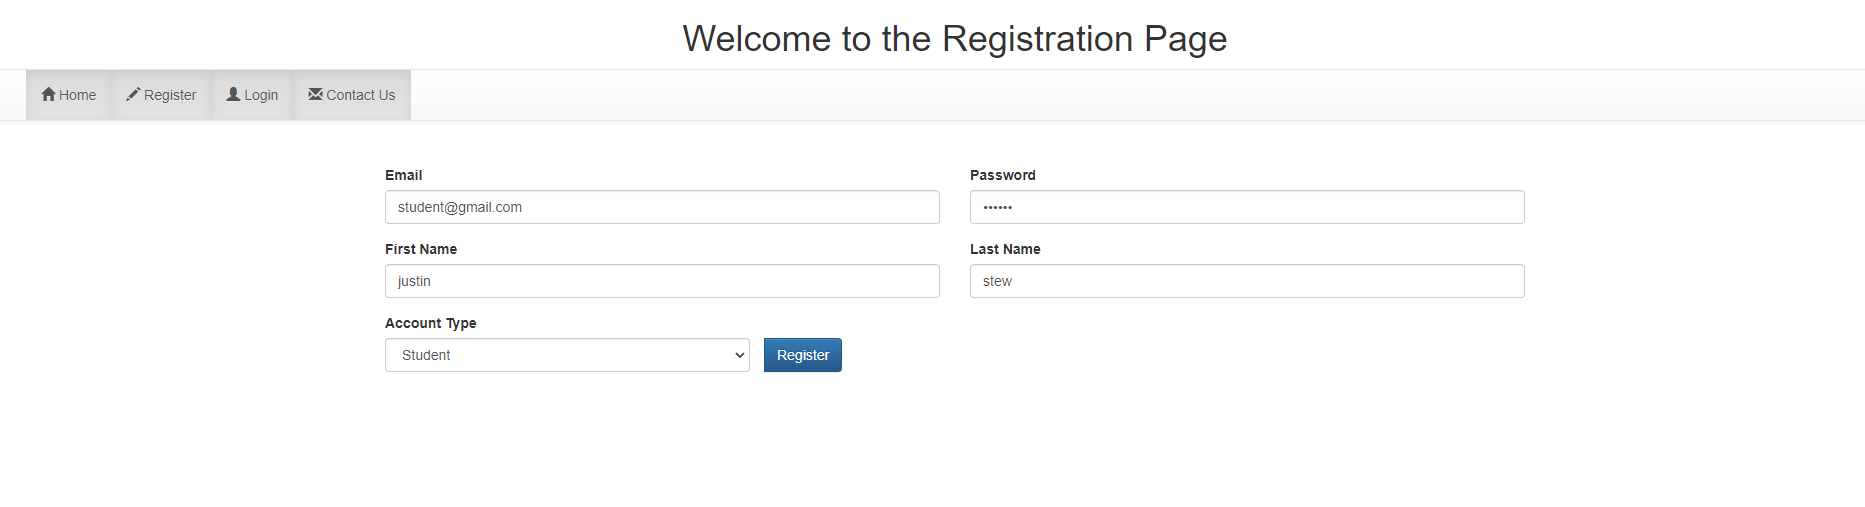 Welcome to the Registration Page
Home Register Login Contact Us
Email Password
student@gmail.com ••••••
First Name Last Name
justin stew
Account Type
Student Register